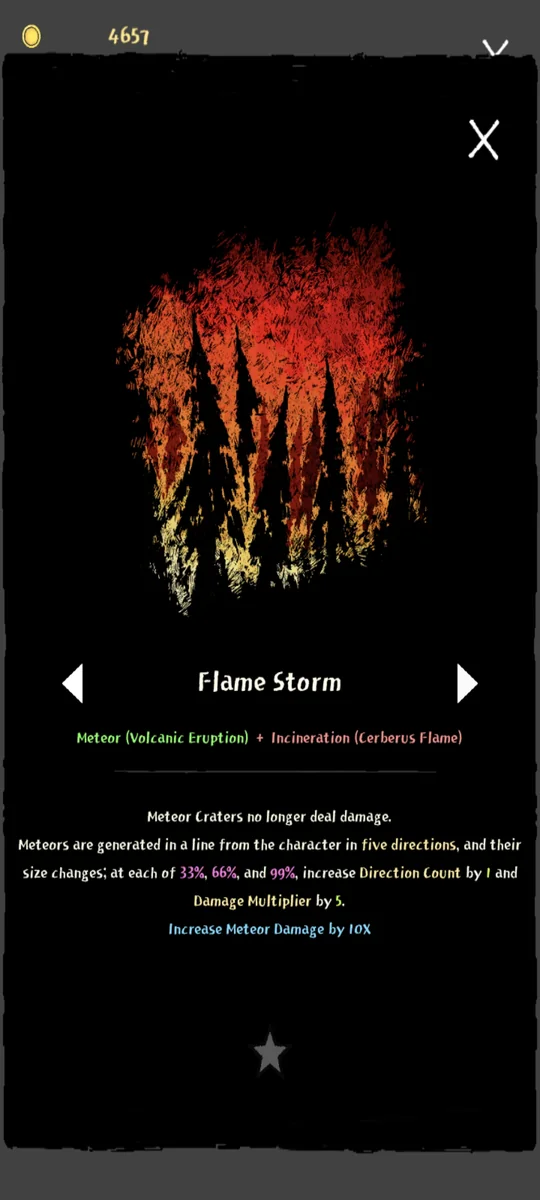 4657
X
Flame Storm
Meteor (Volcanic Eruption) + Incineration (Cerberus Flame)
Meteor Craters no longer deal damage.
Meteors are generated in a line from the character in five directions, and their
size changes; at each of 33%, 66%, and 99%, increase Direction Count by 1 and
Damage Multiplier by 5.
Increase Meteor Damage by 10X